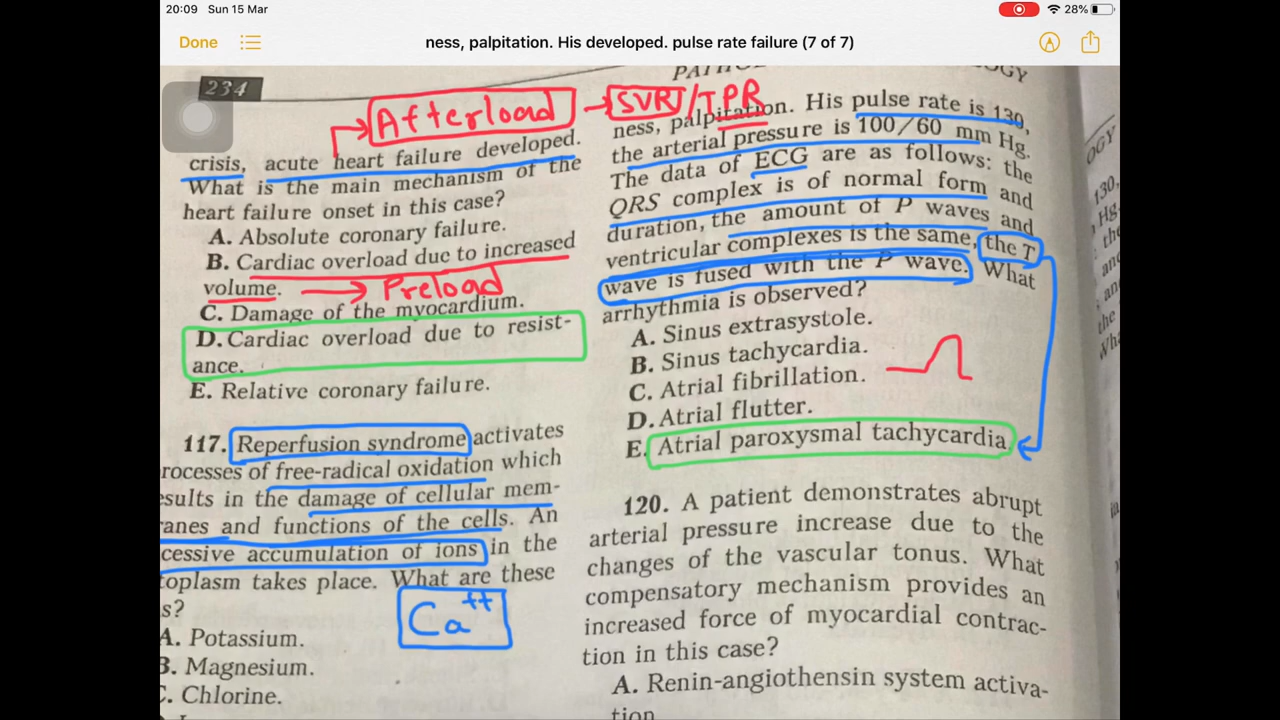 20:09 Sun 15 Mar
28%
Done
ness, palpitation. His developed. pulse rate failure (7 of 7)
234
Afterload → SVR/TPR
crisis, acute heart failure developed.
What is the main mechanism of the
heart failure onset in this case?
A. Absolute coronary failure.
B. Cardiac overload due to increased
volume. → Preload
C. Damage of the myocardium.
D. Cardiac overload due to resist-
ance.
E. Relative coronary failure.
117. Reperfusion syndrome activates
rocesses of free-radical oxidation which
esults in the damage of cellular mem-
anes and functions of the cells. An
cessive accumulation of ions in the
toplasm takes place. What are these
s?
Ca++
A. Potassium.
B. Magnesium.
C. Chlorine.
ness, palpitation. His pulse rate is 130,
the arterial pressure is 100/60 mm Hg.
The data of ECG are as follows: the
QRS complex is of normal form and
duration, the amount of P waves and
ventricular complexes is the same, the T
wave is fused with the P wave. What
arrhythmia is observed?
A. Sinus extrasystole.
B. Sinus tachycardia.
C. Atrial fibrillation.
D. Atrial flutter.
E. Atrial paroxysmal tachycardia.
120. A patient demonstrates abrupt
arterial pressure increase due to the
changes of the vascular tonus. What
compensatory mechanism provides an
increased force of myocardial contrac-
tion in this case?
A. Renin-angiothensin system activa-
tion
OGY
130,
Hg.
the